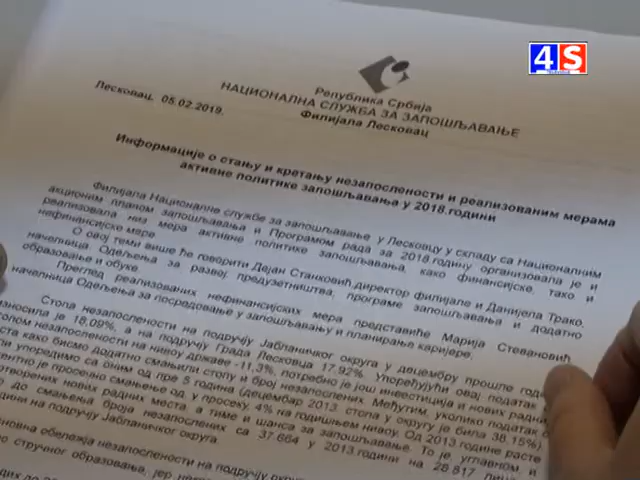 4S
Република Србија
НАЦИОНАЛНА СЛУЖБА ЗА ЗАПОШЉАВАЊЕ
Филијала Лесковац
Лесковац, 05.02.2019.
Информације о стању и кретању незапослености и реализованим мерама
активне политике запошљавања у 2018.години
Филијала Националне службе за запошљавање у Лесковцу у складу са Националним
акционим планом запошљавања и Програмом рада за 2018.годину организовала је и
реализовала низ мера активне политике запошљавања, како финансијске, тако и
нефинансијске мере.
О овој теми више ће говорити Дејан Станковић,директор филијале и Данијела Трако,
начелница Одељења за развој предузетништва, програме запошљавања и додатно
образовање и обуке.
Преглед реализованих нефинансијских мера представиће Марија Стевановић,
начелница Одељења за посредовање у запошљавању и планирање каријере.
Стопа незапослености на подручју Јабланичког округа у децембру прошле
износила је 18,09%, а на подручју Града Лесковца 17,92%. Упоређујући овај податак
стопом незапослености на нивоу државе -11,3%, потребно је још инвестиција и нових радних
места како бисмо додатно смањили стопу и број незапослених. Међутим, уколико податак
упоредимо са оним од пре 5 година (децембар 2013. стопа у округу је била 38,15%)
просечно смањење од, у просеку, 4% на годишњем нивоу. Од 2013.године расте
отворених нових радних места, а тиме и шанса за запошљавање. То је, углавном, и
до смањења броја незапослених са 37.664 у 2013.години на 28.817 лица
години на подручју Јабланичког округа.
обележја незапослености на подручју
стручног образовања, јер